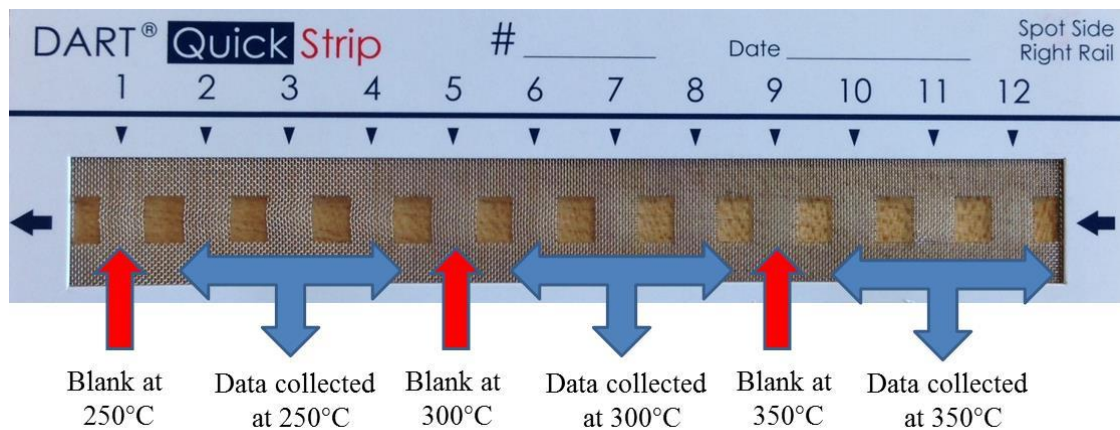 DART® Quick Strip # Date Spot Side
Right Rail
1 2 3 4 5 6 7 8 9 10 11 12
Blank at 250°C
Data collected at 250°C
Blank at 300°C
Data collected at 300°C
Blank at 350°C
Data collected at 350°C